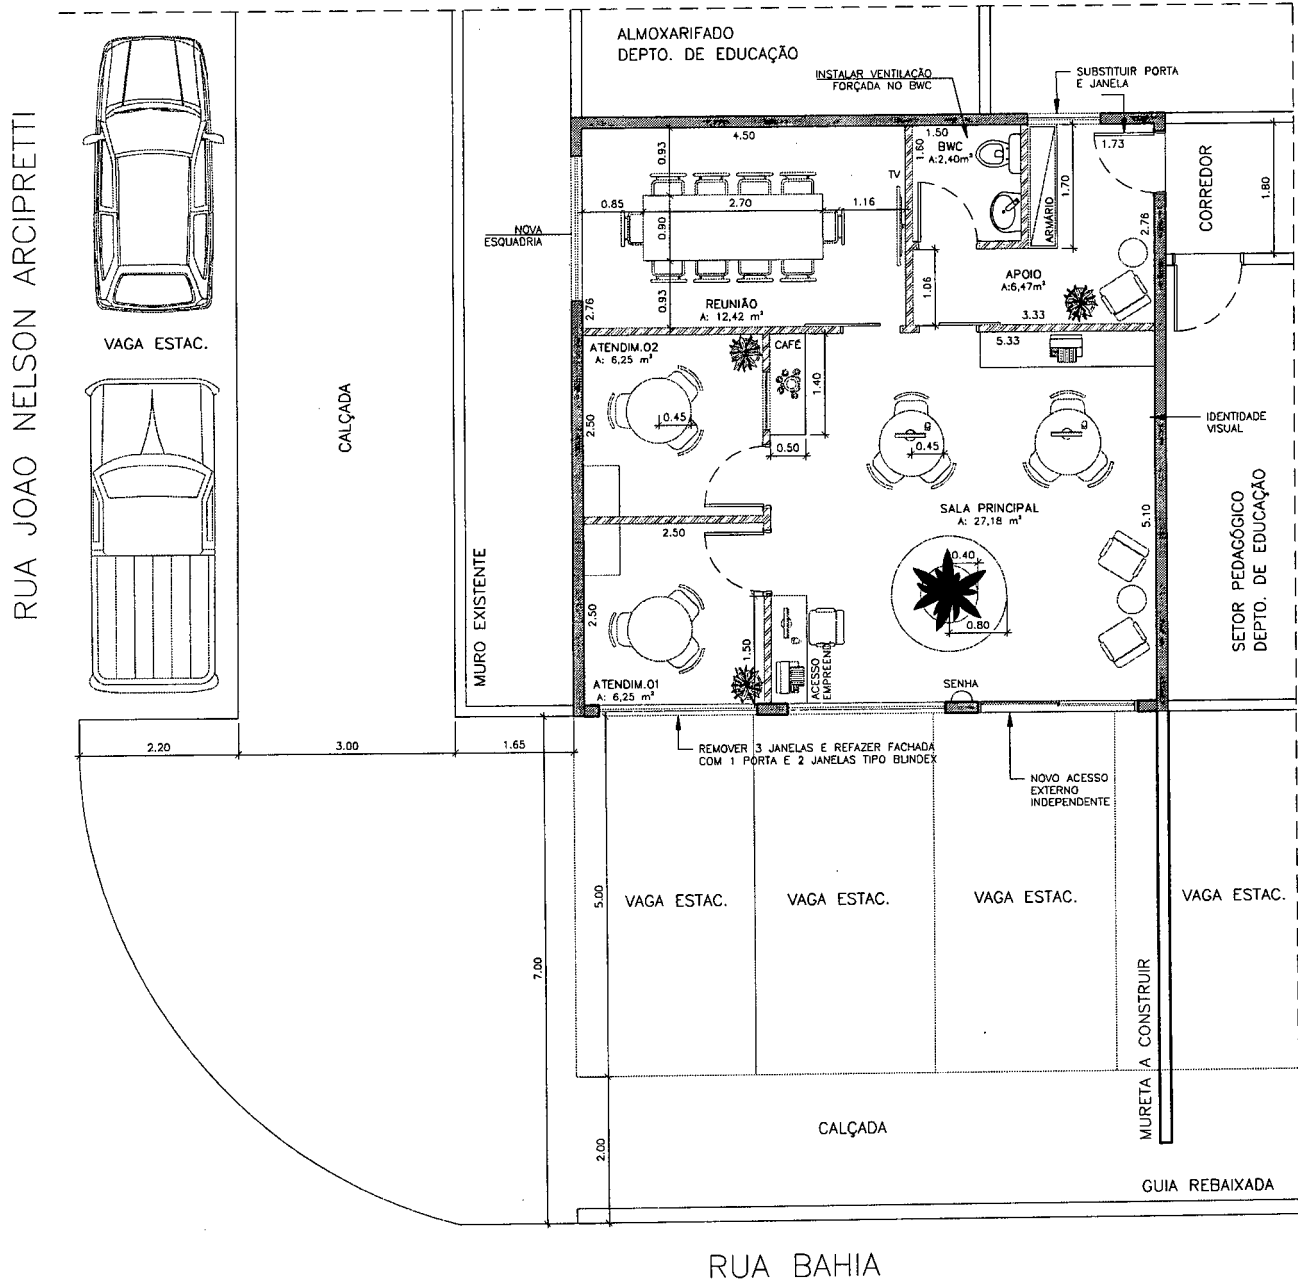 ALMOXARIFADO
DEPTO. DE EDUCAÇÃO
INSTALAR VENTILAÇÃO
FORÇADA NO BWC
SUBSTITUIR PORTA
E JANELA
RUA JOAO NELSON ARCIPRETTI
4.50
1.50
BWC
A:2,40m²
1.60
1.73
0.93
TV
1.70
ARMÁRIO
CORREDOR
1.80
0.85
2.70
1.16
0.90
NOVA
ESQUADRIA
2.76
APOIO
A:6,47m²
1.06
REUNIÃO
A: 12,42 m²
0.93
2.76
3.33
5.33
VAGA ESTAC.
ATENDIM.02
A: 6,25 m²
CAFÉ
1.40
CALÇADA
2.50
0.45
0.50
0.45
IDENTIDADE
VISUAL
SALA PRINCIPAL
A: 27,18 m²
5.10
2.50
0.40
SETOR PEDAGÓGICO
DEPTO. DE EDUCAÇÃO
MURO EXISTENTE
2.50
0.80
1.50
ACESSO
EMPREEND.
ATENDIM.01
A: 6,25 m²
SENHA
2.20
3.00
1.65
REMOVER 3 JANELAS E REFAZER FACHADA
COM 1 PORTA E 2 JANELAS TIPO BLINDEX
NOVO ACESSO
EXTERNO
INDEPENDENTE
5.00
VAGA ESTAC.
VAGA ESTAC.
VAGA ESTAC.
VAGA ESTAC.
7.00
MURETA A CONSTRUIR
CALÇADA
2.00
GUIA REBAIXADA
RUA BAHIA